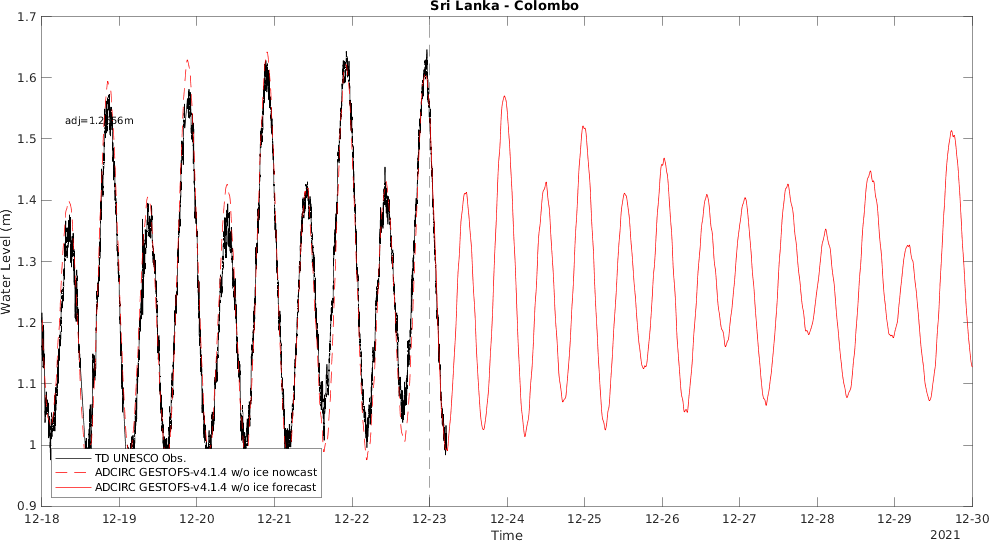 Sri Lanka - Colombo
1.7
1.6
1.5
1.4
1.3
1.2
1.1
1
0.9
Water Level (m)
TD UNESCO Obs.
ADCIRC GESTOFS-v4.1.4 w/o ice nowcast
ADCIRC GESTOFS-v4.1.4 w/o ice forecast
12-18 12-19 12-20 12-21 12-22 12-23 12-24 12-25 12-26 12-27 12-28 12-29 12-30
Time
2021